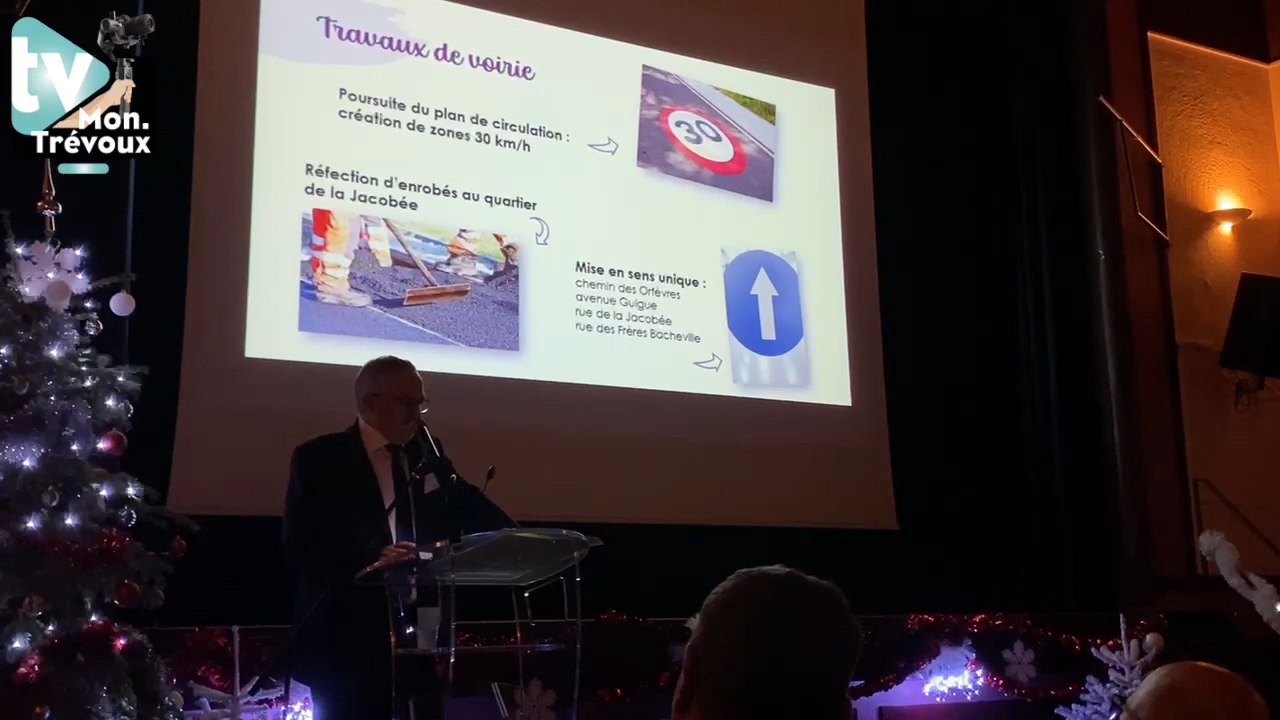 tv
Mon.
Trévoux
Travaux de voirie
Poursuite du plan de circulation :
création de zones 30 km/h
30
Réfection d'enrobés au quartier
de la Jacobée
Mise en sens unique :
chemin des Orfèvres
avenue Guigue
rue de la Jacobée
rue des Frères Bacheville